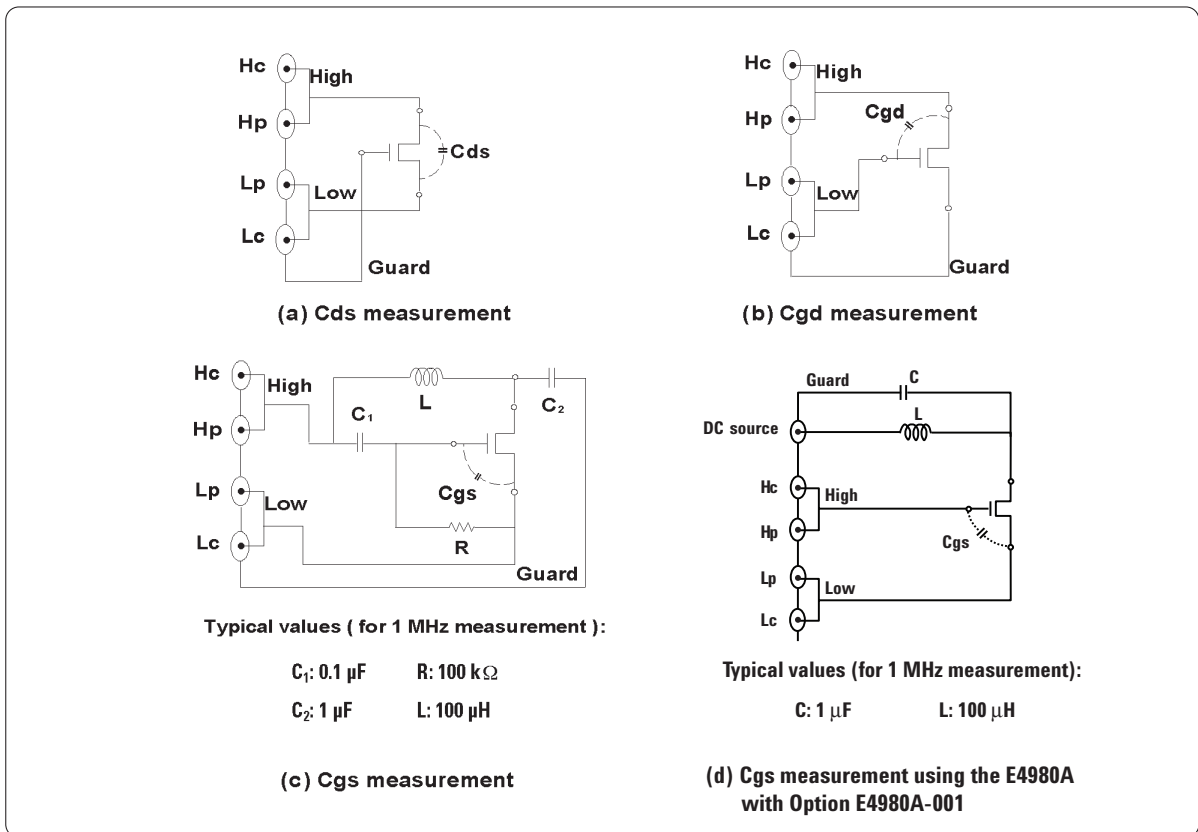 Hc
High
Hp
Cds
Lp
Low
Lc
Guard
(a) Cds measurement
Hc
High
Cgd
Hp
Lp
Low
Lc
Guard
(b) Cgd measurement
Hc
High
L
C₂
C₁
Hp
Cgs
Lp
Low
Lc
R
Guard
Typical values ( for 1 MHz measurement ):
C₁: 0.1 µF R: 100 k Ω
C₂: 1 µF L: 100 µH
(c) Cgs measurement
Guard
C
L
DC source
Hc
High
Hp
Cgs
Lp
Low
Lc
Typical values (for 1 MHz measurement):
C: 1 µF L: 100 µH
(d) Cgs measurement using the E4980A
with Option E4980A-001